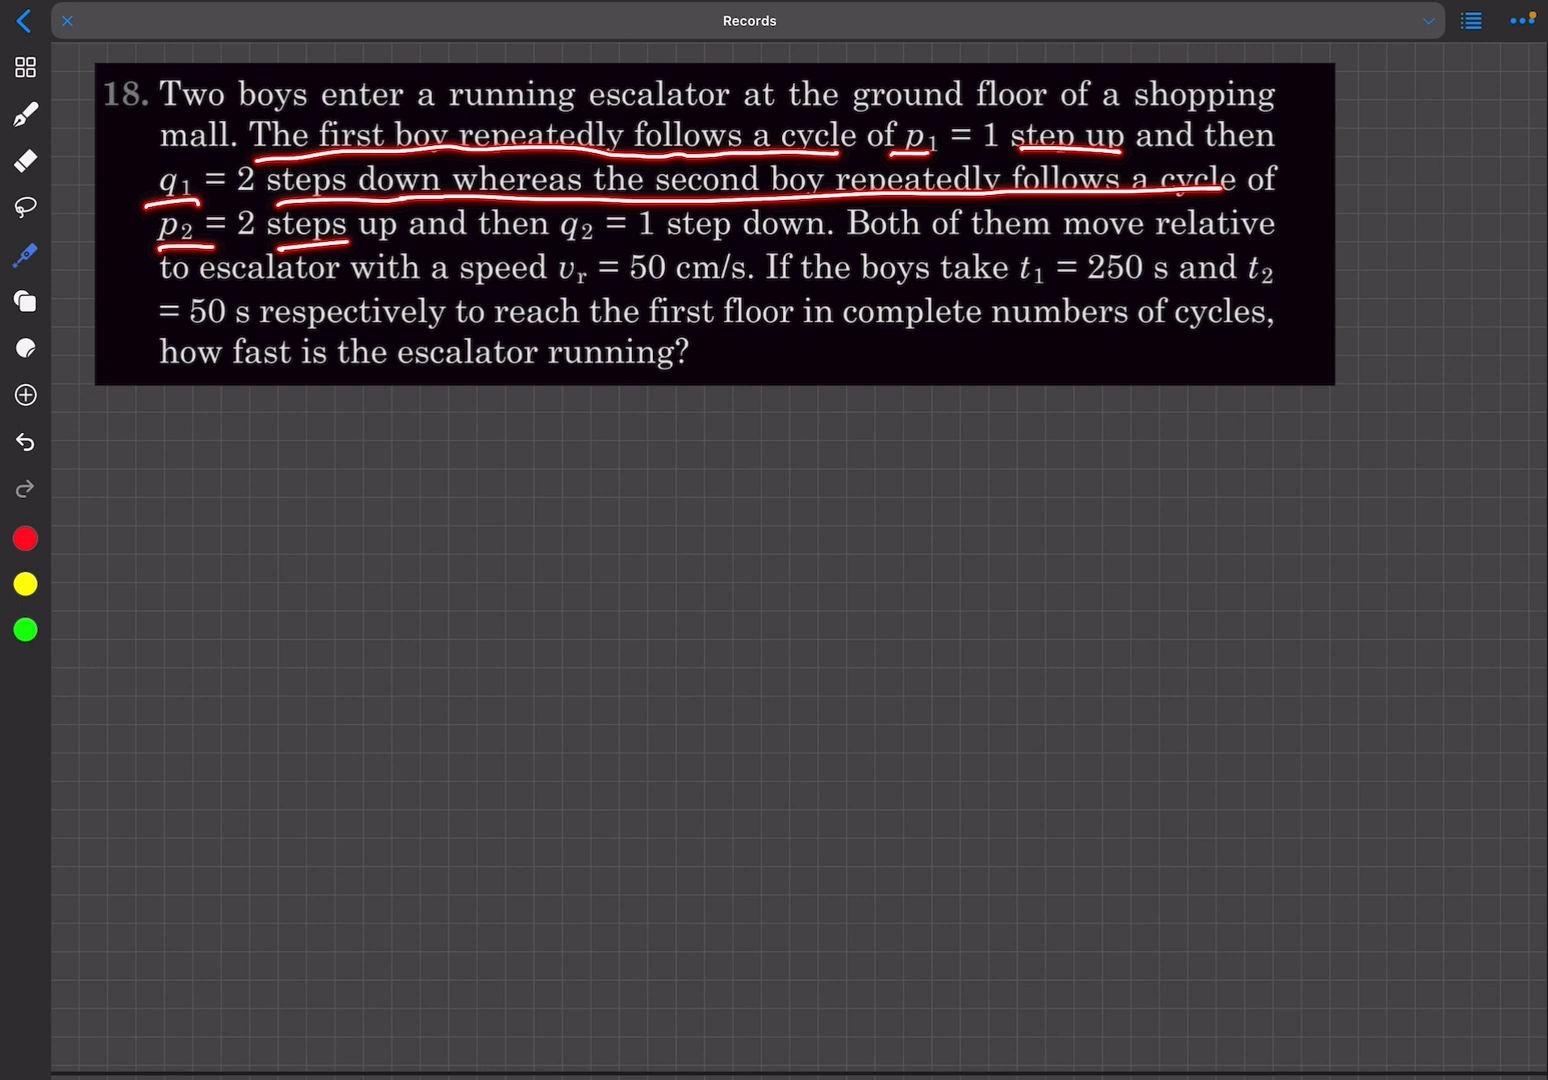 Records
18. Two boys enter a running escalator at the ground floor of a shopping
mall. The first boy repeatedly follows a cycle of p₁ = 1 step up and then
q₁ = 2 steps down whereas the second boy repeatedly follows a cycle of
p₂ = 2 steps up and then q₂ = 1 step down. Both of them move relative
to escalator with a speed vᵣ = 50 cm/s. If the boys take t₁ = 250 s and t₂
= 50 s respectively to reach the first floor in complete numbers of cycles,
how fast is the escalator running?